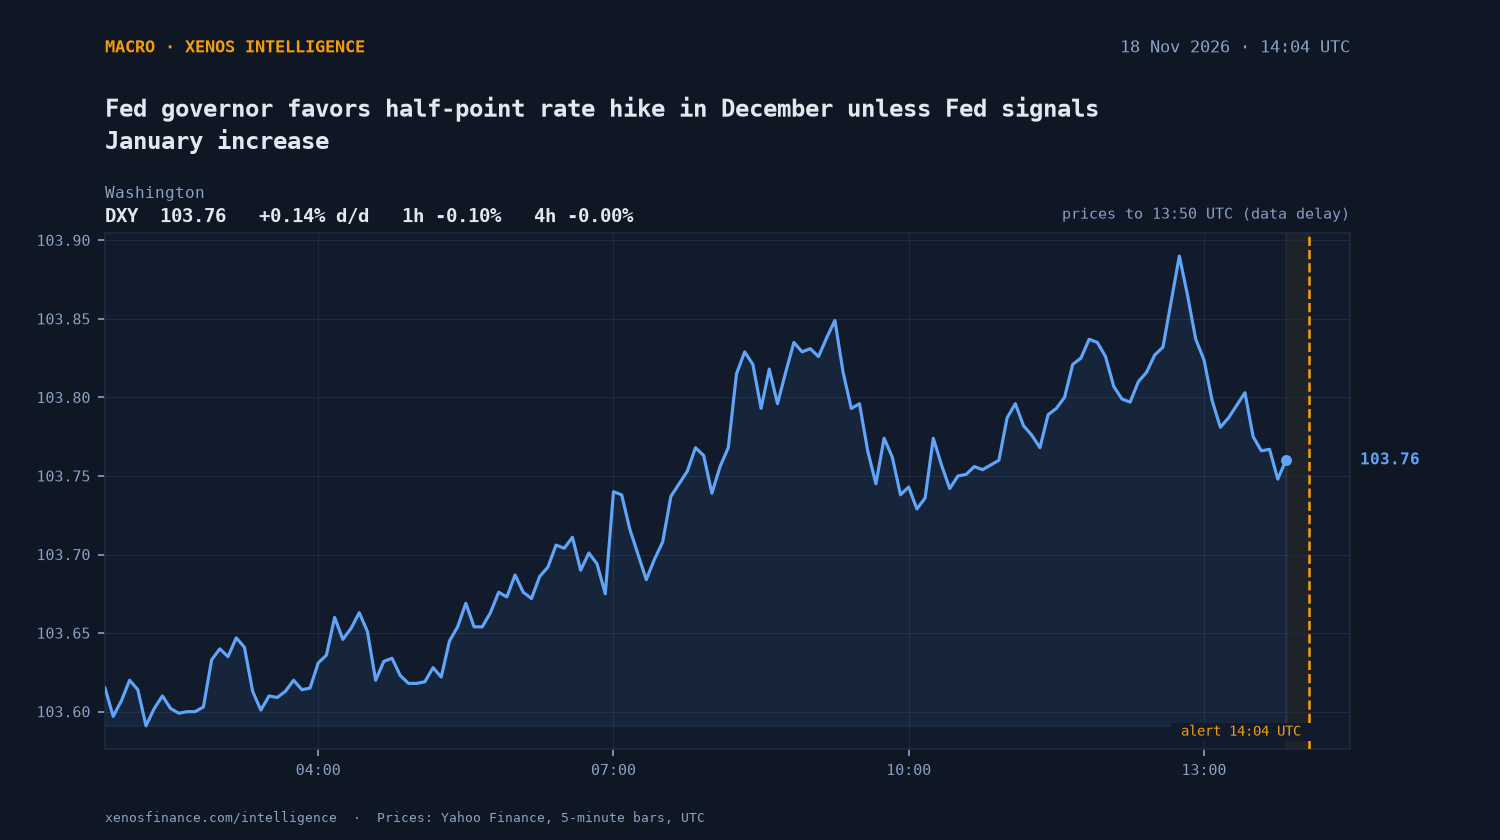 MACRO · XENOS INTELLIGENCE
18 Nov 2026 · 14:04 UTC
Fed governor favors half-point rate hike in December unless Fed signals
January increase
Washington
DXY 103.76 +0.14% d/d 1h -0.10% 4h -0.00%
prices to 13:50 UTC (data delay)
103.90
103.85
103.80
103.75
103.70
103.65
103.60
103.76
alert 14:04 UTC
04:00
07:00
10:00
13:00
xenosfinance.com/intelligence · Prices: Yahoo Finance, 5-minute bars, UTC